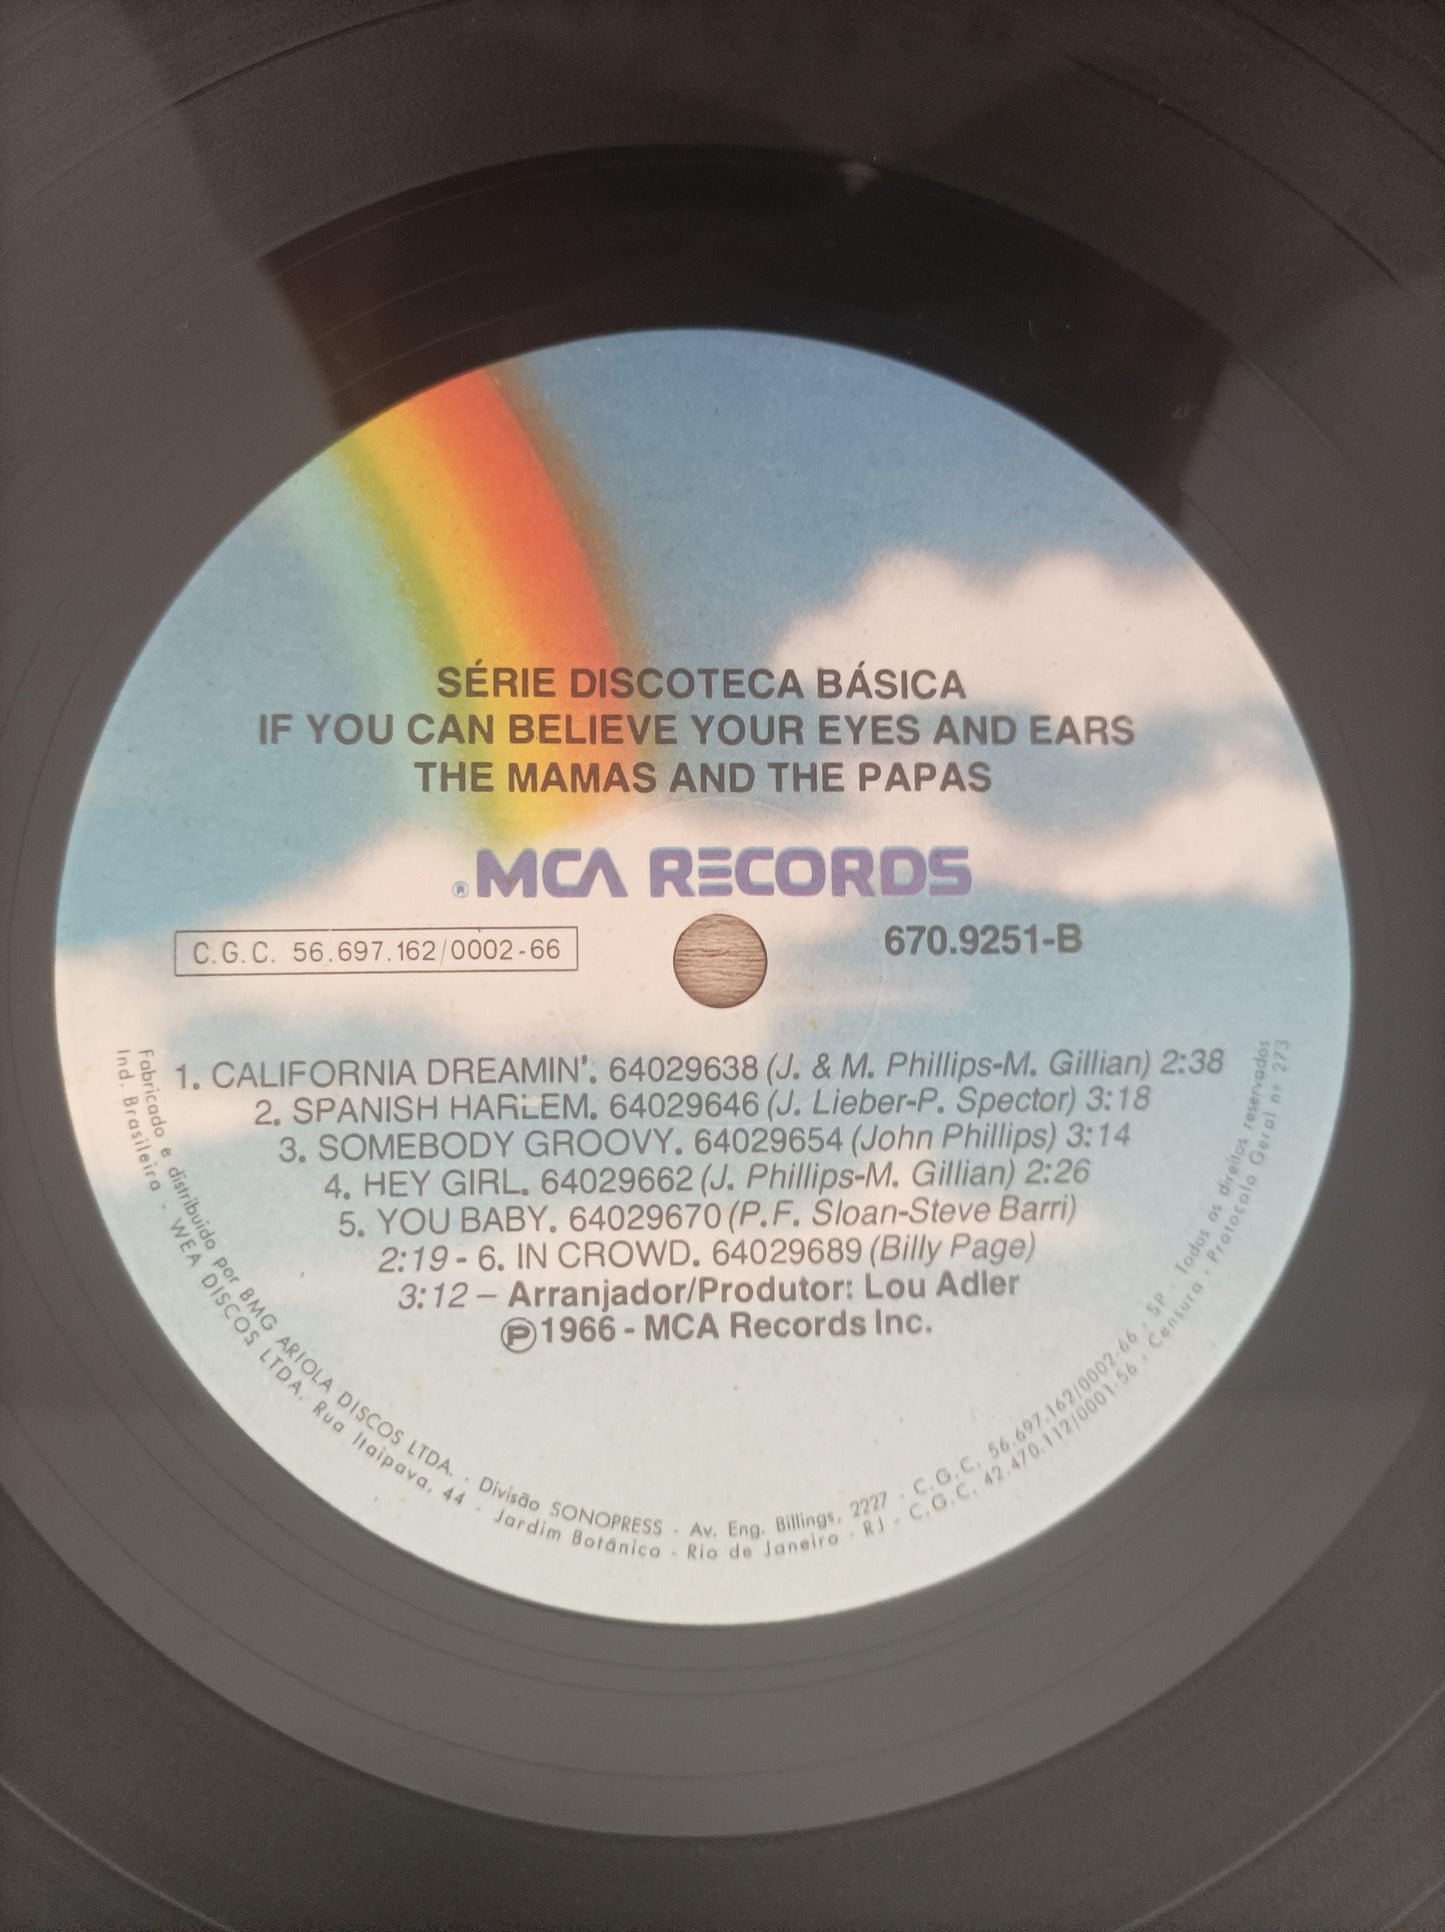 SÉRIE DISCOTECA BÁSICA
IF YOU CAN BELIEVE YOUR EYES AND EARS
THE MAMAS AND THE PAPAS
® MCA RECORDS
C.G.C. 56.697.162/0002-66
670.9251-B
1. CALIFORNIA DREAMIN'. 64029638 (J. & M. Phillips-M. Gillian) 2:38
2. SPANISH HARLEM. 64029646 (J. Lieber-P. Spector) 3:18
3. SOMEBODY GROOVY. 64029654 (John Phillips) 3:14
4. HEY GIRL. 64029662 (J. Phillips-M. Gillian) 2:26
5. YOU BABY. 64029670 (P.F. Sloan-Steve Barri)
2:19 - 6. IN CROWD. 64029689 (Billy Page)
3:12 – Arranjador/Produtor: Lou Adler
℗ 1966 - MCA Records Inc.
Fabricado e distribuído por BMG ARIOLA DISCOS LTDA. - Divisão SONOPRESS - Av. Eng. Billings, 2227 - C.G.C. 56.697.162/0002-66 - SP - Todos os direitos reservados
Ind. Brasileira - WEA DISCOS LTDA. Rua Itaipava, 44 - Jardim Botânico - Rio de Janeiro - RJ - C.G.C. 42.470.112/0001-56 - Censura - Protocolo Geral nº 273